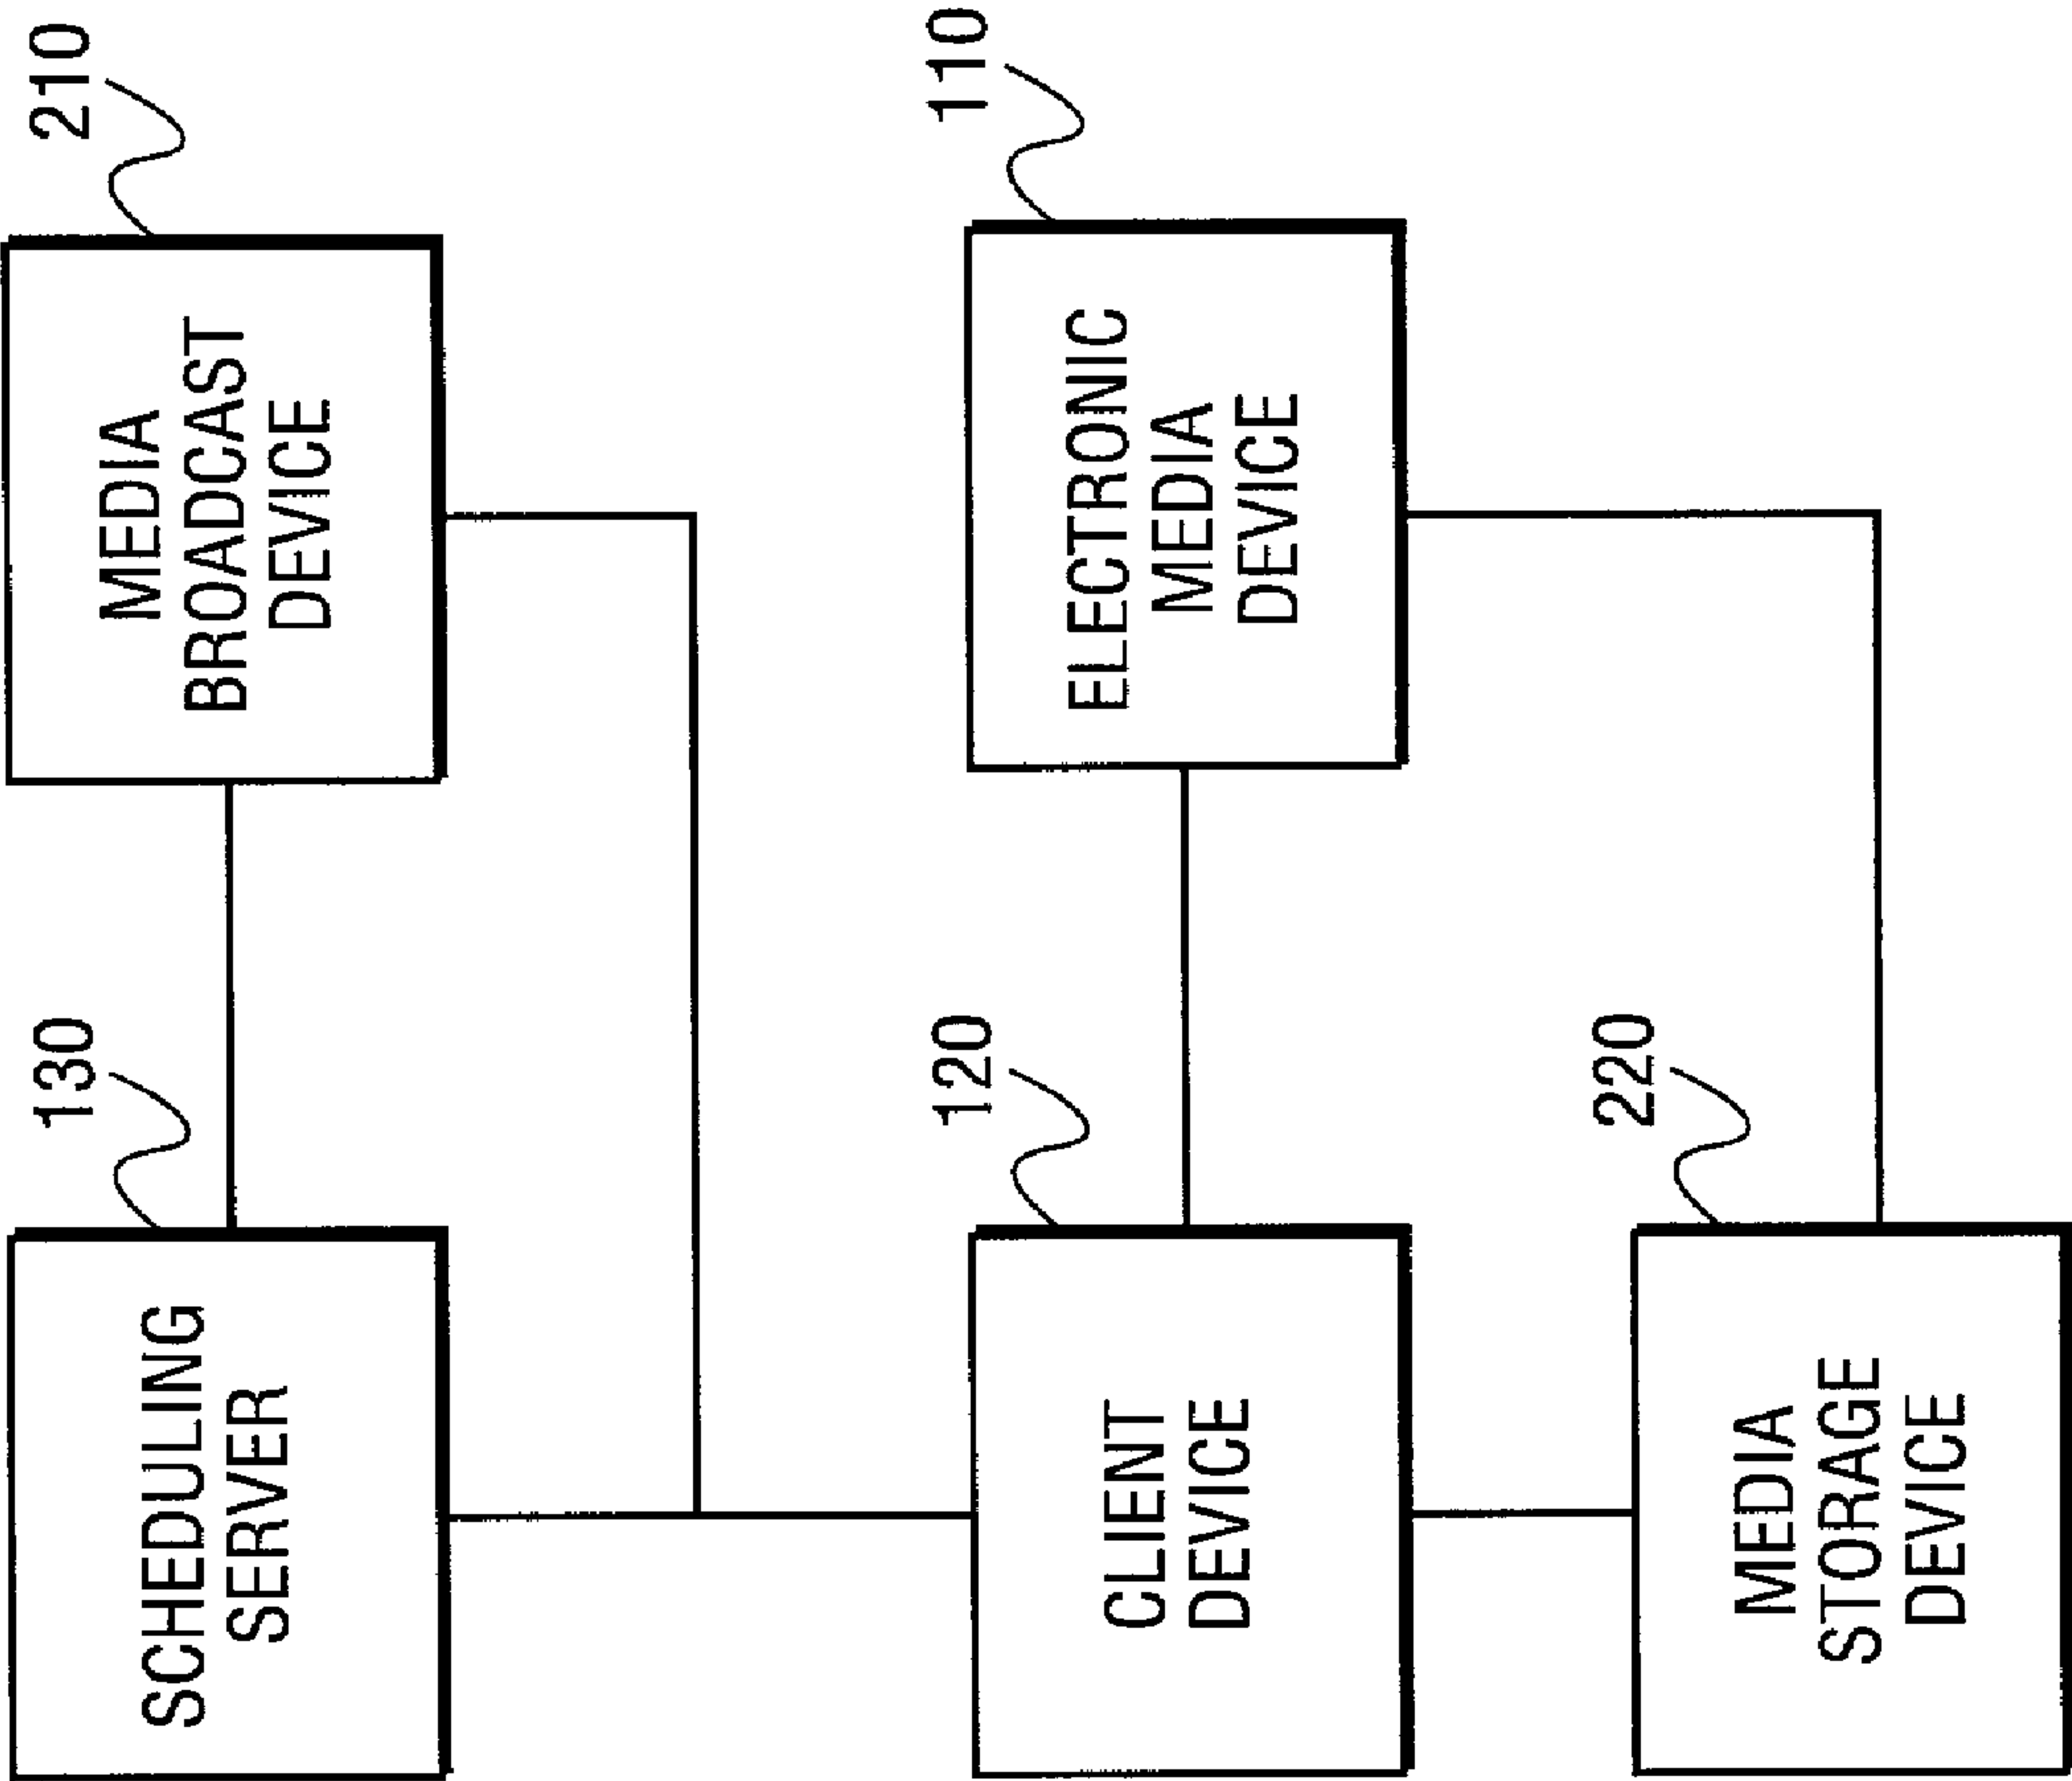 130
SCHEDULING
SERVER
210
MEDIA
BROADCAST
DEVICE
120
CLIENT
DEVICE
110
ELECTRONIC
MEDIA
DEVICE
220
MEDIA
STORAGE
DEVICE